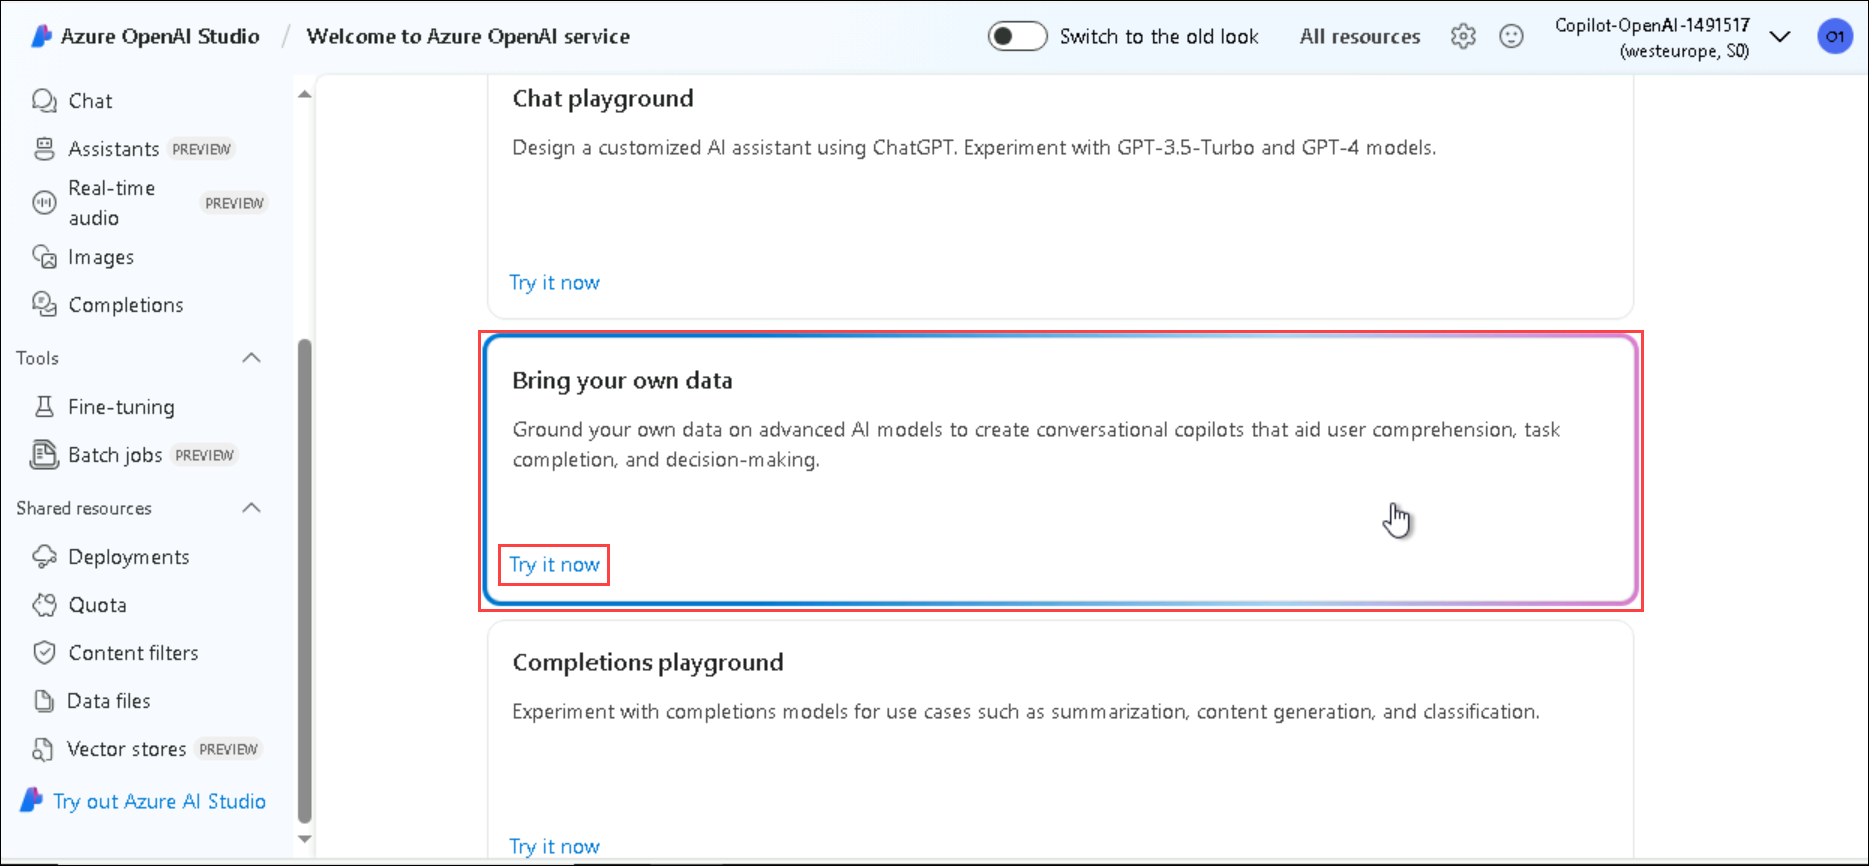 Azure OpenAI Studio / Welcome to Azure OpenAI service
Switch to the old look
All resources
Copilot-OpenAI-1491517
(westeurope, S0)
O1
Chat
Assistants PREVIEW
Real-time
audio
PREVIEW
Images
Completions
Tools
Fine-tuning
Batch jobs PREVIEW
Shared resources
Deployments
Quota
Content filters
Data files
Vector stores PREVIEW
Try out Azure AI Studio
Chat playground
Design a customized AI assistant using ChatGPT. Experiment with GPT-3.5-Turbo and GPT-4 models.
Try it now
Bring your own data
Ground your own data on advanced AI models to create conversational copilots that aid user comprehension, task
completion, and decision-making.
Try it now
Completions playground
Experiment with completions models for use cases such as summarization, content generation, and classification.
Try it now